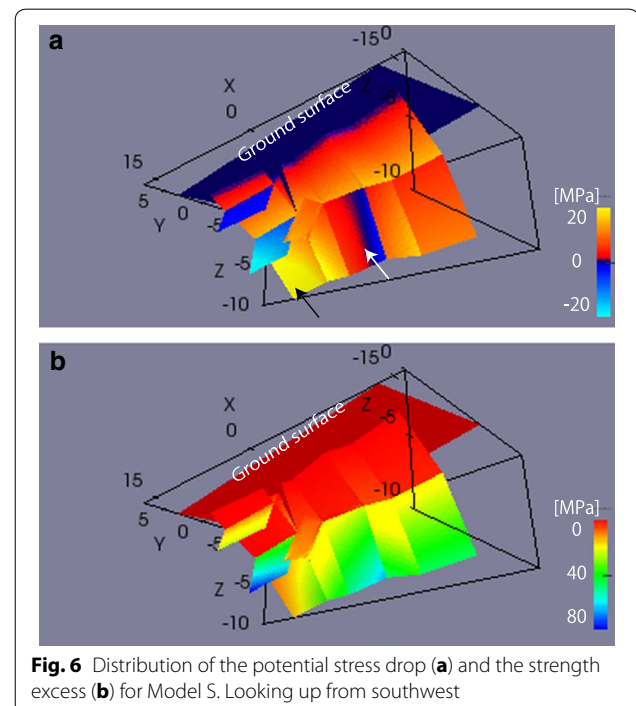 a
-15 0
X
0
Z
-5
Ground surface
15
-10
5
0
-5
Y
Z
-5
-10
[MPa]
20
0
-20
b
-15 0
X
0
Z
-5
Ground surface
15
-10
5
0
-5
Y
Z
-5
-10
[MPa]
0
40
80
Fig. 6 Distribution of the potential stress drop (a) and the strength
excess (b) for Model S. Looking up from southwest